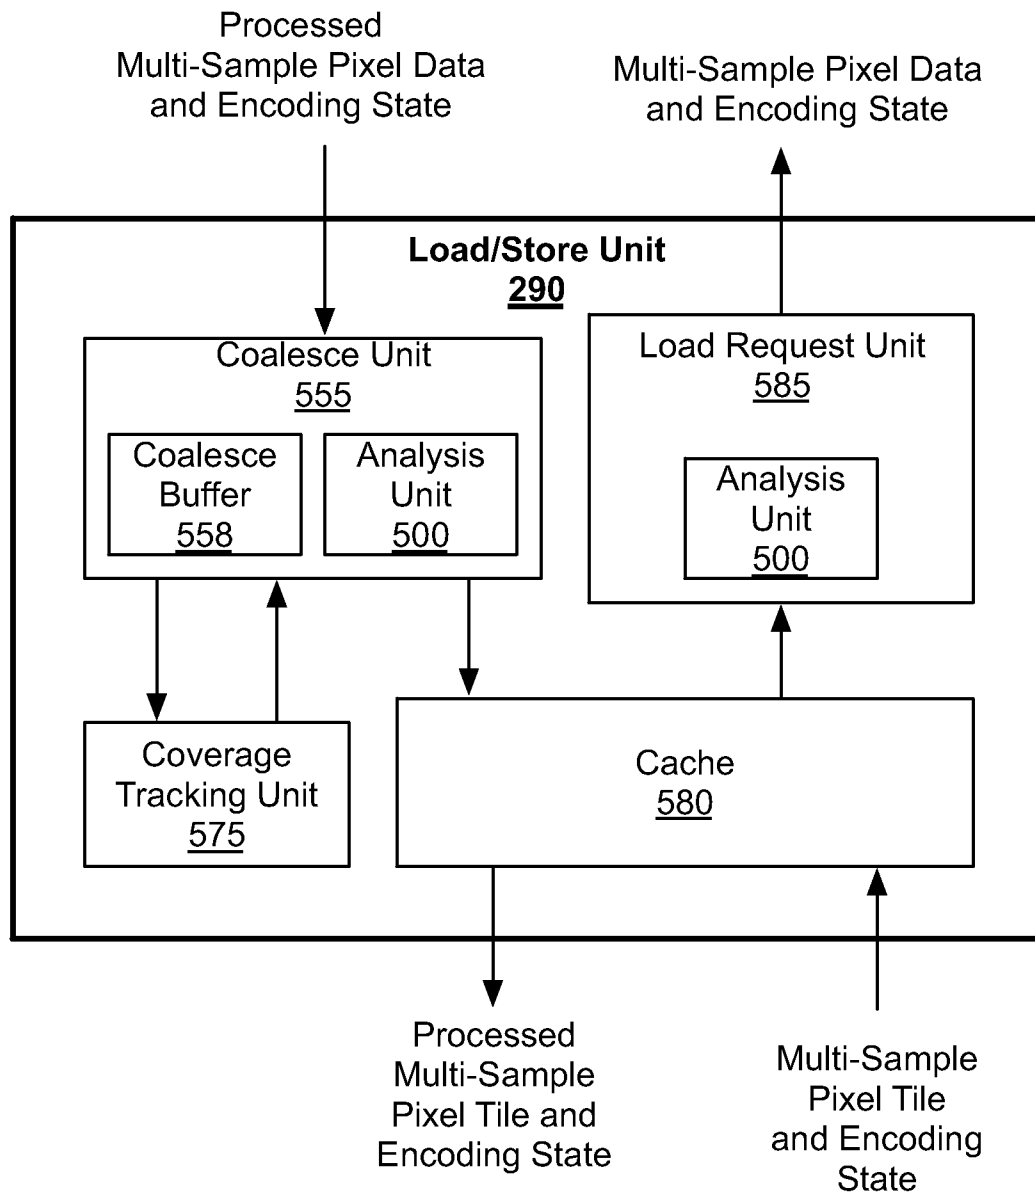 Processed
Multi-Sample Pixel Data
and Encoding State
Multi-Sample Pixel Data
and Encoding State
Load/Store Unit
290
Coalesce Unit
555
Coalesce
Buffer
558
Analysis
Unit
500
Load Request Unit
585
Analysis
Unit
500
Coverage
Tracking Unit
575
Cache
580
Processed
Multi-Sample
Pixel Tile and
Encoding State
Multi-Sample
Pixel Tile
and Encoding
State